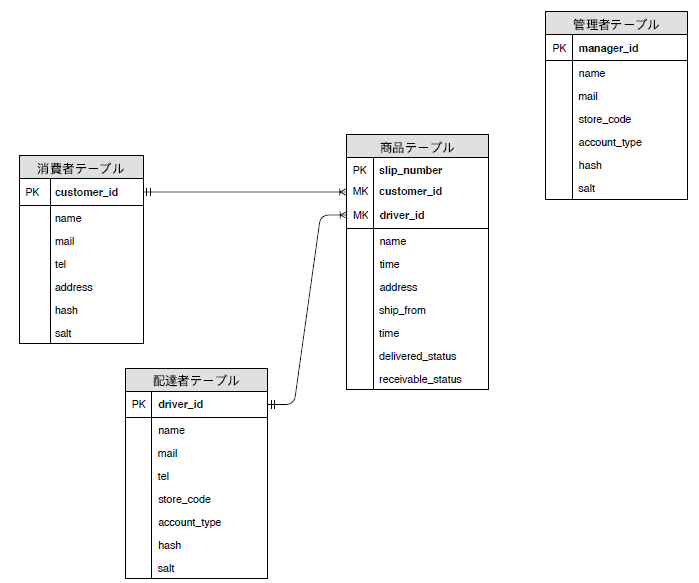 管理者テーブル
PK manager_id
name
mail
store_code
account_type
hash
salt
商品テーブル
PK slip_number
MK customer_id
MK driver_id
name
time
address
ship_from
time
delivered_status
receivable_status
消費者テーブル
PK customer_id
name
mail
tel
address
hash
salt
配達者テーブル
PK driver_id
name
mail
tel
store_code
account_type
hash
salt